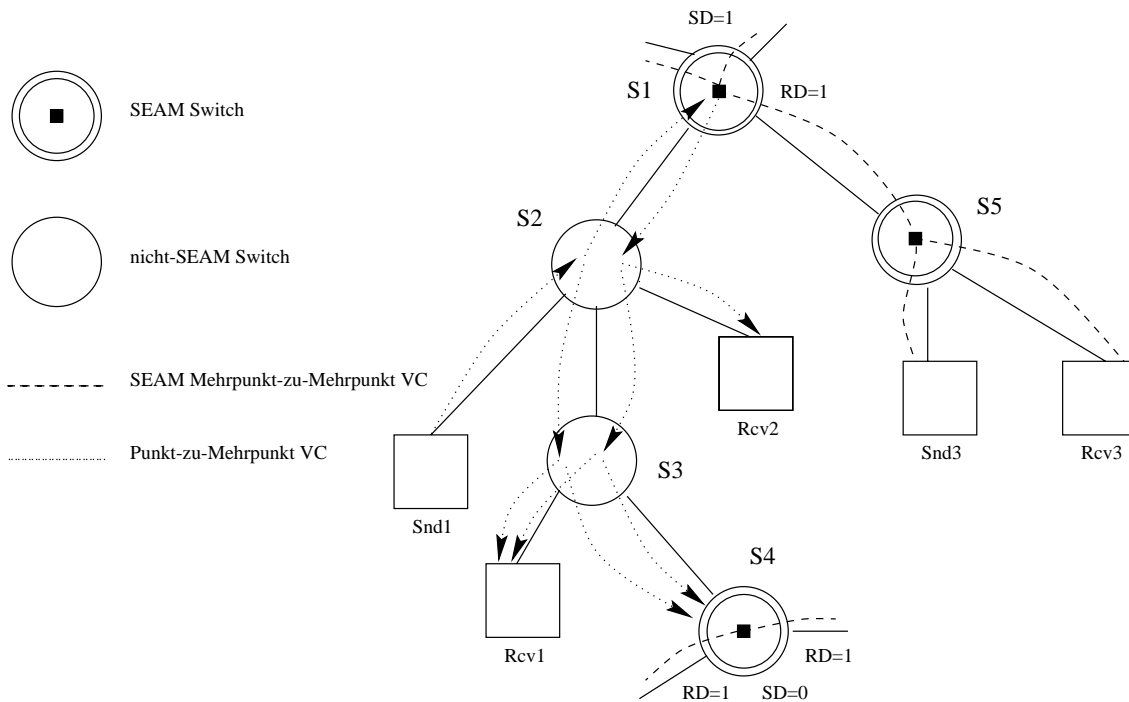 SD=1
S1
RD=1
SEAM Switch
S2
S5
nicht-SEAM Switch
SEAM Mehrpunkt-zu-Mehrpunkt VC
Rcv2
Snd3
Rcv3
Punkt-zu-Mehrpunkt VC
S3
Snd1
S4
Rcv1
RD=1
RD=1
SD=0